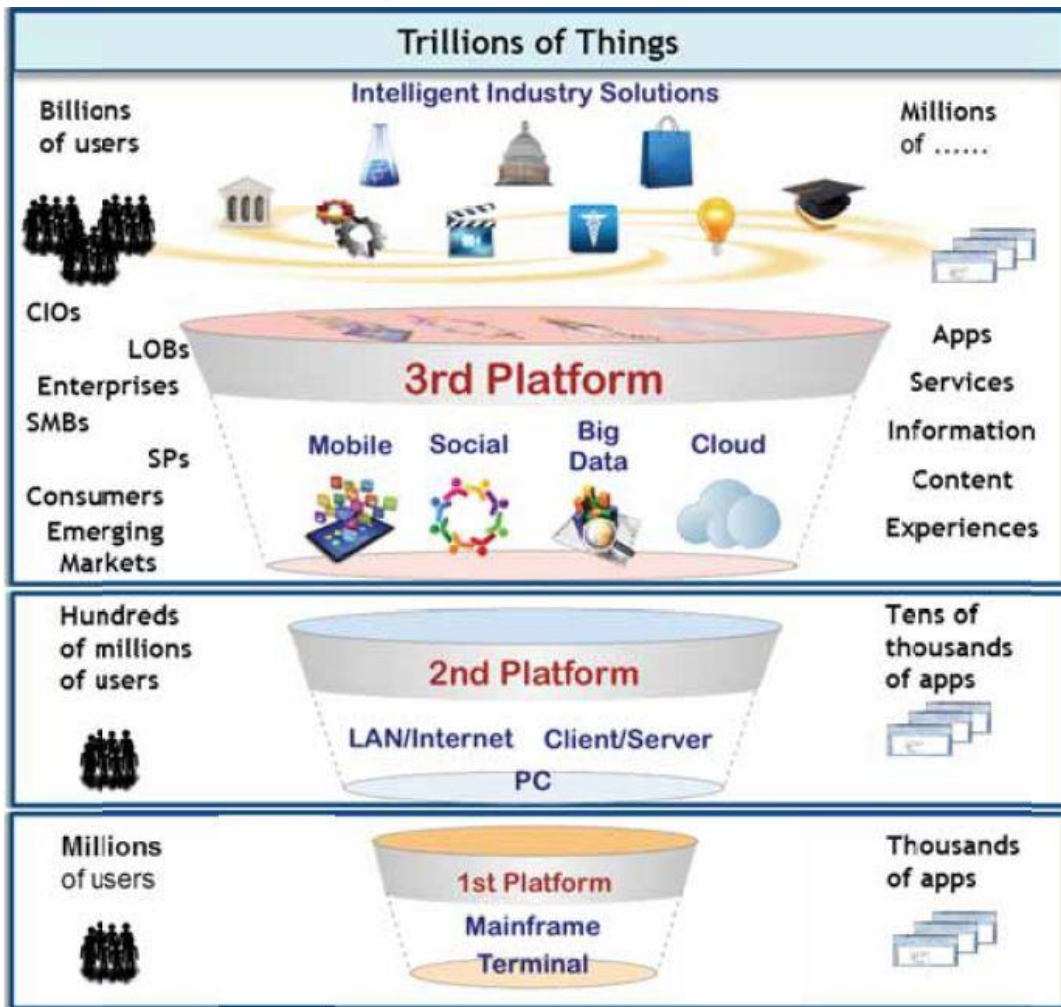 Trillions of Things
Intelligent Industry Solutions
Billions
of users
Millions
of ......
CIOs
LOBs
Enterprises
SMBs
SPs
Consumers
Emerging
Markets
3rd Platform
Mobile
Social
Big
Data
Cloud
Apps
Services
Information
Content
Experiences
Hundreds
of millions
of users
2nd Platform
LAN/Internet
Client/Server
PC
Tens of
thousands
of apps
Millions
of users
1st Platform
Mainframe
Terminal
Thousands
of apps